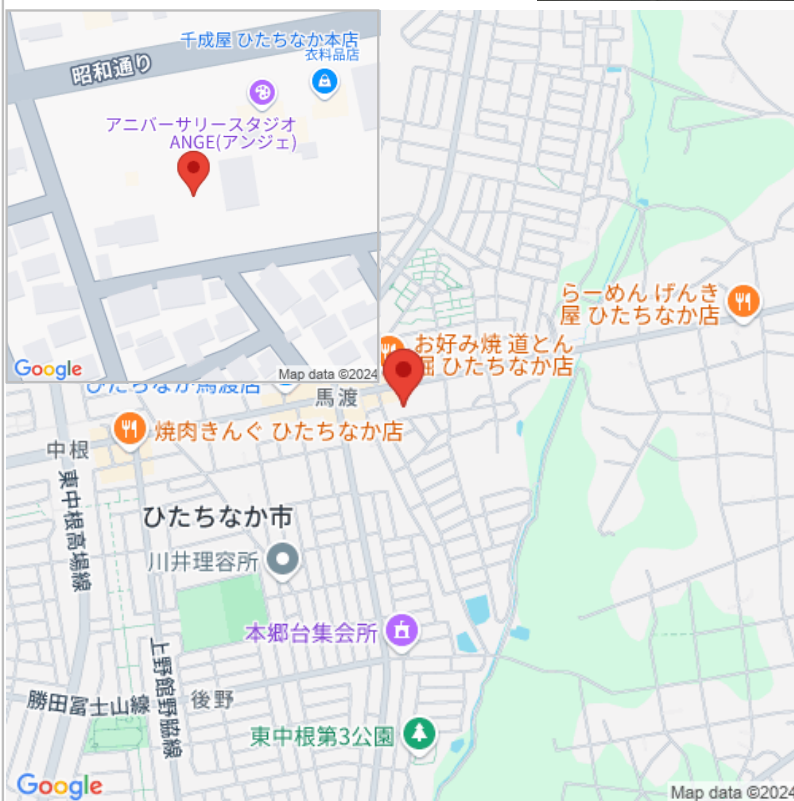 千成屋 ひたちなか本店
衣料品店
昭和通り
アニバーサリースタジオ
ANGE(アンジェ)
Google
Map data ©2024
らーめん げんき
屋 ひたちなか店
お好み焼 道とん
堀 ひたちなか店
ひたちなか馬渡店
馬渡
焼肉きんぐ ひたちなか店
中根
東中根高場線
ひたちなか市
川井理容所
本郷台集会所
上野館野脇線
勝田冨士山線
後野
東中根第3公園
Google
Map data ©2024